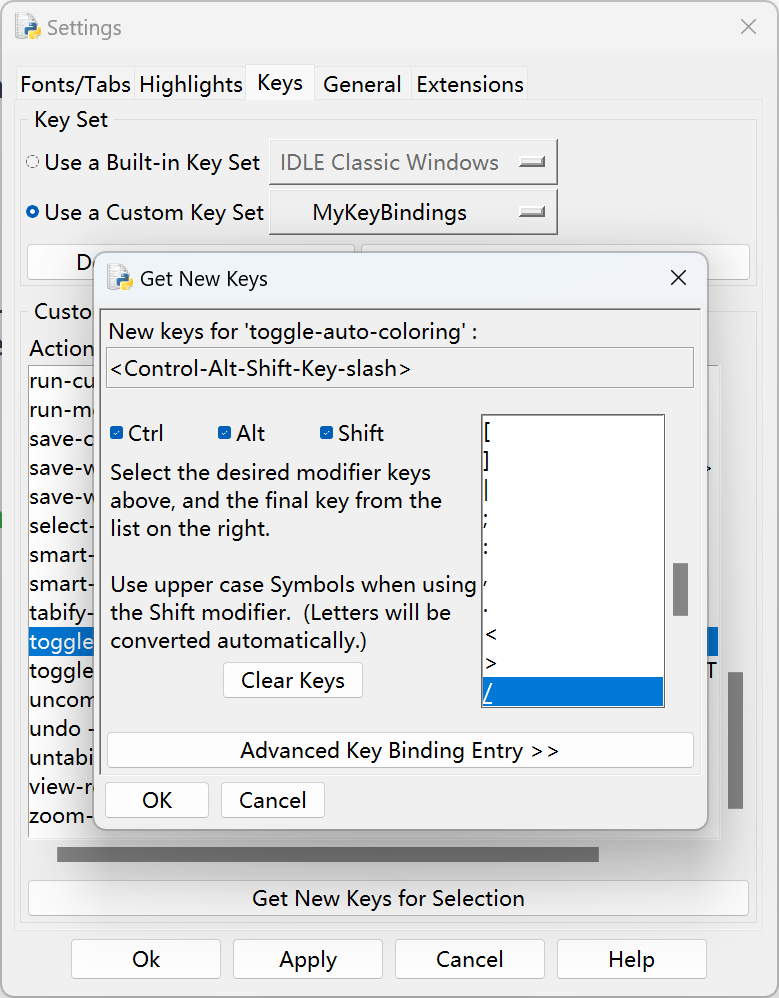 Settings
Fonts/Tabs Highlights Keys General Extensions
Key Set
Use a Built-in Key Set IDLE Classic Windows
Use a Custom Key Set MyKeyBindings
Get New Keys
New keys for 'toggle-auto-coloring' :
<Control-Alt-Shift-Key-slash>
Ctrl Alt Shift
Select the desired modifier keys
above, and the final key from the
list on the right.
Use upper case Symbols when using
the Shift modifier.  (Letters will be
converted automatically.)
Clear Keys
[
]
|
;
:
,
.
<
>
/
Advanced Key Binding Entry >>
OK Cancel
Custo
Action
run-cu
run-m
save-c
save-w
save-w
select-
smart-
smart-
tabify-
toggle
toggle
uncom
undo -
untabi
view-r
zoom-
Get New Keys for Selection
Ok Apply Cancel Help